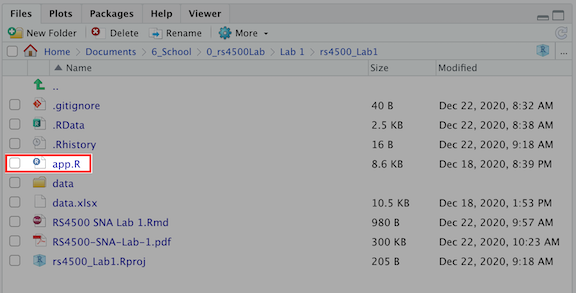 Files Plots Packages Help Viewer
New Folder Delete Rename More
Home Documents 6_School 0_rs4500Lab Lab 1 rs4500_Lab1 ...
Name Size Modified
..
.gitignore 40 B Dec 22, 2020, 8:32 AM
.RData 2.5 KB Dec 22, 2020, 8:38 AM
.Rhistory 16 B Dec 22, 2020, 9:18 AM
app.R 8.6 KB Dec 18, 2020, 8:39 PM
data
data.xlsx 10.5 KB Dec 18, 2020, 1:53 PM
RS4500 SNA Lab 1.Rmd 980 B Dec 22, 2020, 9:57 AM
RS4500-SNA-Lab-1.pdf 300 KB Dec 22, 2020, 10:23 AM
rs4500_Lab1.Rproj 205 B Dec 22, 2020, 9:18 AM